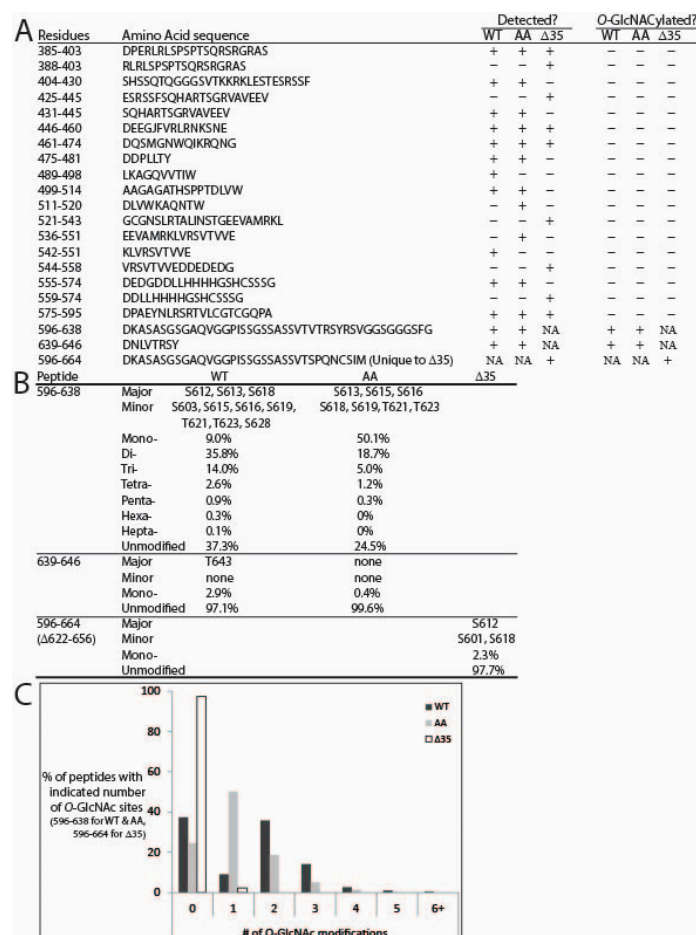 A
Detected?
O-GlcNACylated?
Residues Amino Acid sequence WT AA Δ35 WT AA Δ35
385-403 DPERLRLSPSPTSQRSRGRAS + + + – – –
388-403 RLRLSPSPTSQRSRGRAS – – + – – –
404-430 SHSSQTQGGGSVTKKRKLESTESRSSF + + – – – –
425-445 ESRSSFSQHARTSGRVAVEEV – – + – – –
431-445 SQHARTSGRVAVEEV + + – – – –
446-460 DEEGJFVRLRNKSNE + + + – – –
461-474 DQSMGNWQIKRQNG + + + – – –
475-481 DDPLLTY + + – – – –
489-498 LKAGQVVTIW + – – – – –
499-514 AAGAGATHSPPTDLVW + + – – – –
511-520 DLVWKAQNTW – + – – – –
521-543 GCGNSLRTALINSTGEEVAMRKL – – + – – –
536-551 EEVAMRKLVRSVTVVE – + – – – –
542-551 KLVRSVTVVE + – – – – –
544-558 VRSVTVVEDDEDEDG – – + – – –
555-574 DEDGDDLLHHHHGSHCSSSG + + – – – –
559-574 DDLLHHHHGSHCSSSG – – + – – –
575-595 DPAEYNLRSRTVLCGTCGQPA + + + – – –
596-638 DKASASGSGAQVGGPISSGSSASSVTVTRSYRSVGGSGGGSFG + + NA + + NA
639-646 DNLVTRSY + + NA + + NA
596-664 DKASASGSGAQVGGPISSGSSASSVTSPQNCSIM (Unique to Δ35) NA NA + NA NA +
B
Peptide WT AA Δ35
596-638 Major S612, S613, S618 S613, S615, S616
Minor S603, S615, S616, S619, S618, S619, T621, T623
T621, T623, S628
Mono- 9.0% 50.1%
Di- 35.8% 18.7%
Tri- 14.0% 5.0%
Tetra- 2.6% 1.2%
Penta- 0.9% 0.3%
Hexa- 0.3% 0%
Hepta- 0.1% 0%
Unmodified 37.3% 24.5%
639-646 Major T643 none
Minor none none
Mono- 2.9% 0.4%
Unmodified 97.1% 99.6%
596-664 Major S612
(Δ622-656) Minor S601, S618
Mono- 2.3%
Unmodified 97.7%
C
% of peptides with
indicated number
of O-GlcNAc sites
(596-638 for WT & AA,
596-664 for Δ35)
100
80
60
40
20
0
WT
AA
Δ35
0 1 2 3 4 5 6+
# of O-GlcNAc modifications